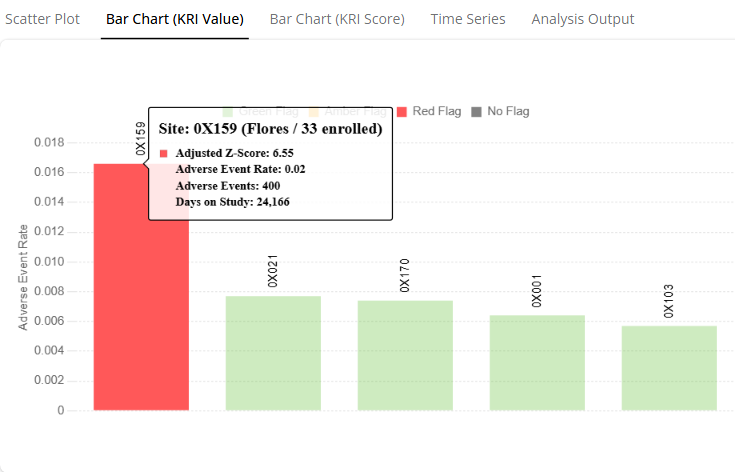 Scatter Plot Bar Chart (KRI Value) Bar Chart (KRI Score) Time Series Analysis Output
Green Flag Amber Flag Red Flag No Flag
Site: 0X159 (Flores / 33 enrolled)
Adjusted Z-Score: 6.55
Adverse Event Rate: 0.02
Adverse Events: 400
Days on Study: 24,166
Adverse Event Rate
0.018
0.016
0.014
0.012
0.010
0.008
0.006
0.004
0.002
0
0X159
0X021
0X170
0X001
0X103